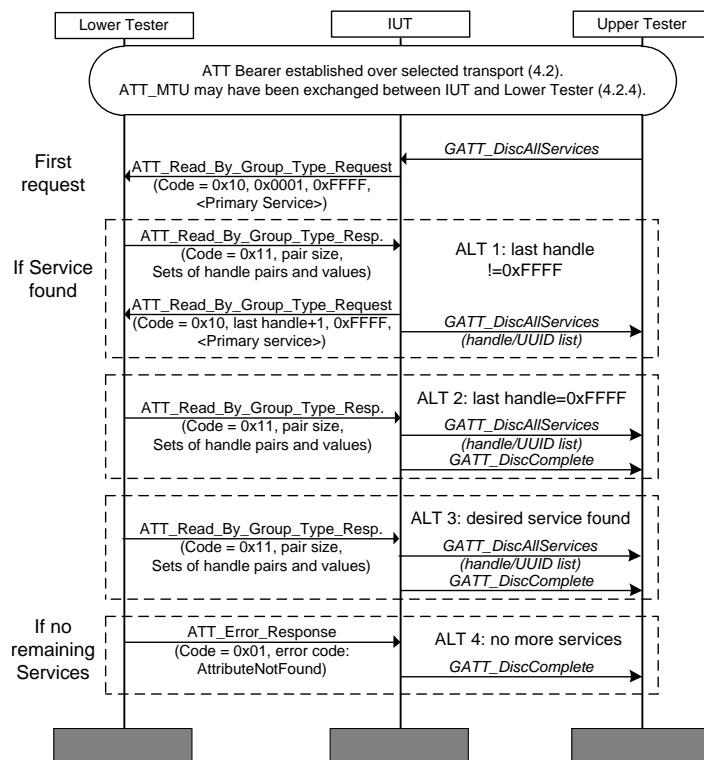 Lower Tester
IUT
Upper Tester
ATT Bearer established over selected transport (4.2).
ATT_MTU may have been exchanged between IUT and Lower Tester (4.2.4).
First
request
GATT_DiscAllServices
ATT_Read_By_Group_Type_Request
(Code = 0x10, 0x0001, 0xFFFF,
<Primary Service>)
If Service
found
ATT_Read_By_Group_Type_Resp.
(Code = 0x11, pair size,
Sets of handle pairs and values)
ALT 1: last handle
!=0xFFFF
ATT_Read_By_Group_Type_Request
(Code = 0x10, last handle+1, 0xFFFF,
<Primary service>)
GATT_DiscAllServices
(handle/UUID list)
ATT_Read_By_Group_Type_Resp.
(Code = 0x11, pair size,
Sets of handle pairs and values)
ALT 2: last handle=0xFFFF
GATT_DiscAllServices
(handle/UUID list)
GATT_DiscComplete
ATT_Read_By_Group_Type_Resp.
(Code = 0x11, pair size,
Sets of handle pairs and values)
ALT 3: desired service found
GATT_DiscAllServices
(handle/UUID list)
GATT_DiscComplete
If no
remaining
Services
ATT_Error_Response
(Code = 0x01, error code:
AttributeNotFound)
ALT 4: no more services
GATT_DiscComplete